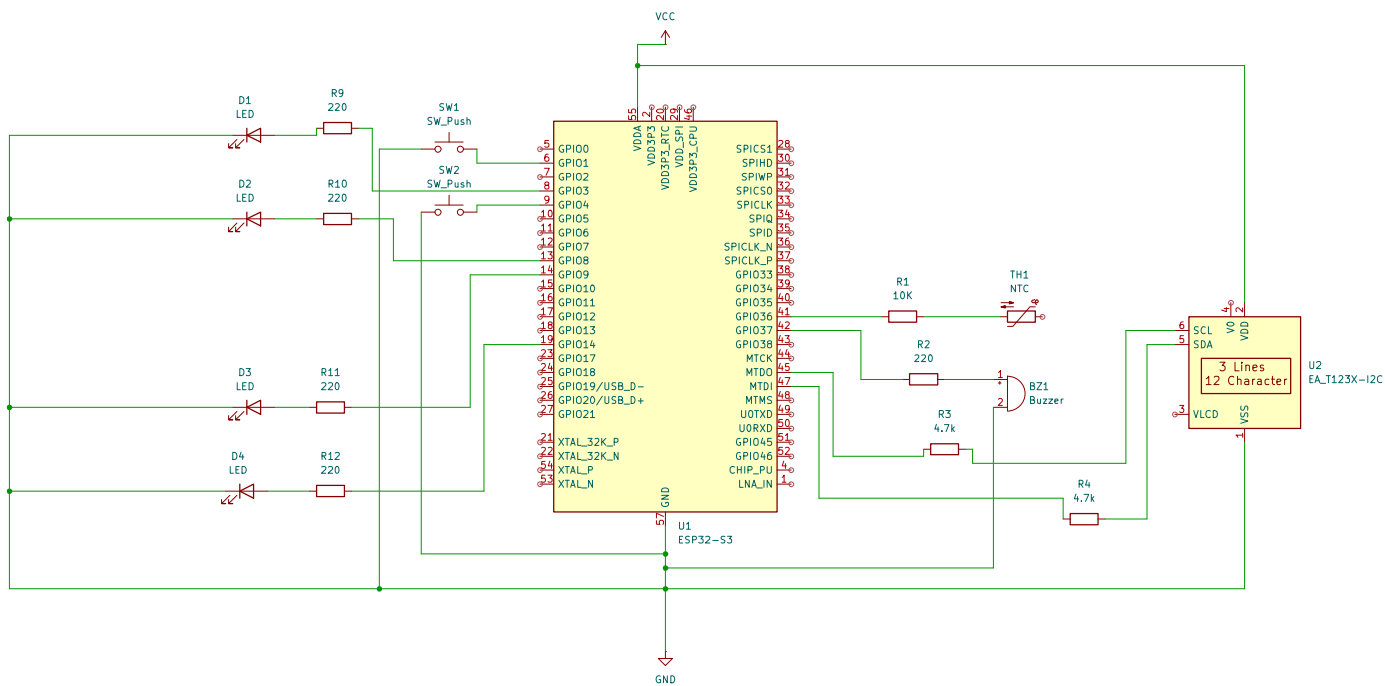 VCC
D1
LED
R9
220
SW1
SW_Push
D2
LED
R10
220
SW2
SW_Push
D3
LED
R11
220
D4
LED
R12
220
55
2
20
29
46
VDDA
VDD3P3
VDD3P3_RTC
VDD_SPI
VDD3P3_CPU
5 GPIO0
6 GPIO1
7 GPIO2
8 GPIO3
9 GPIO4
10 GPIO5
11 GPIO6
12 GPIO7
13 GPIO8
14 GPIO9
15 GPIO10
16 GPIO11
17 GPIO12
18 GPIO13
19 GPIO14
23 GPIO17
24 GPIO18
25 GPIO19/USB_D-
26 GPIO20/USB_D+
27 GPIO21
21 XTAL_32K_P
22 XTAL_32K_N
54 XTAL_P
53 XTAL_N
SPICS1 28
SPIHD 30
SPIWP 31
SPICS0 32
SPICLK 33
SPIQ 34
SPID 35
SPICLK_N 36
SPICLK_P 37
GPIO33 38
GPIO34 39
GPIO35 40
GPIO36 41
GPIO37 42
GPIO38 43
MTCK 44
MTDO 45
MTDI 47
MTMS 48
U0TXD 49
U0RXD 50
GPIO45 51
GPIO46 52
CHIP_PU 4
LNA_IN 1
GND
57
U1
ESP32-S3
R1
10K
TH1
NTC
θ
R2
220
1
+
2
BZ1
Buzzer
R3
4.7k
R4
4.7k
4
2
V0
VDD
6 SCL
5 SDA
3 Lines
12 Character
3 VLCD
VSS
1
U2
EA_T123X-I2C
GND